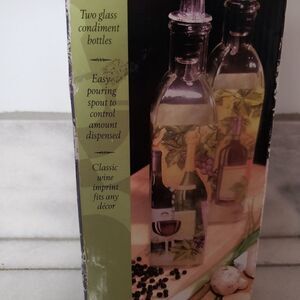 Two glass
condiment
bottles
Easy-
pouring
spout to
control
amount
dispensed
Classic
wine
imprint
fits any
décor